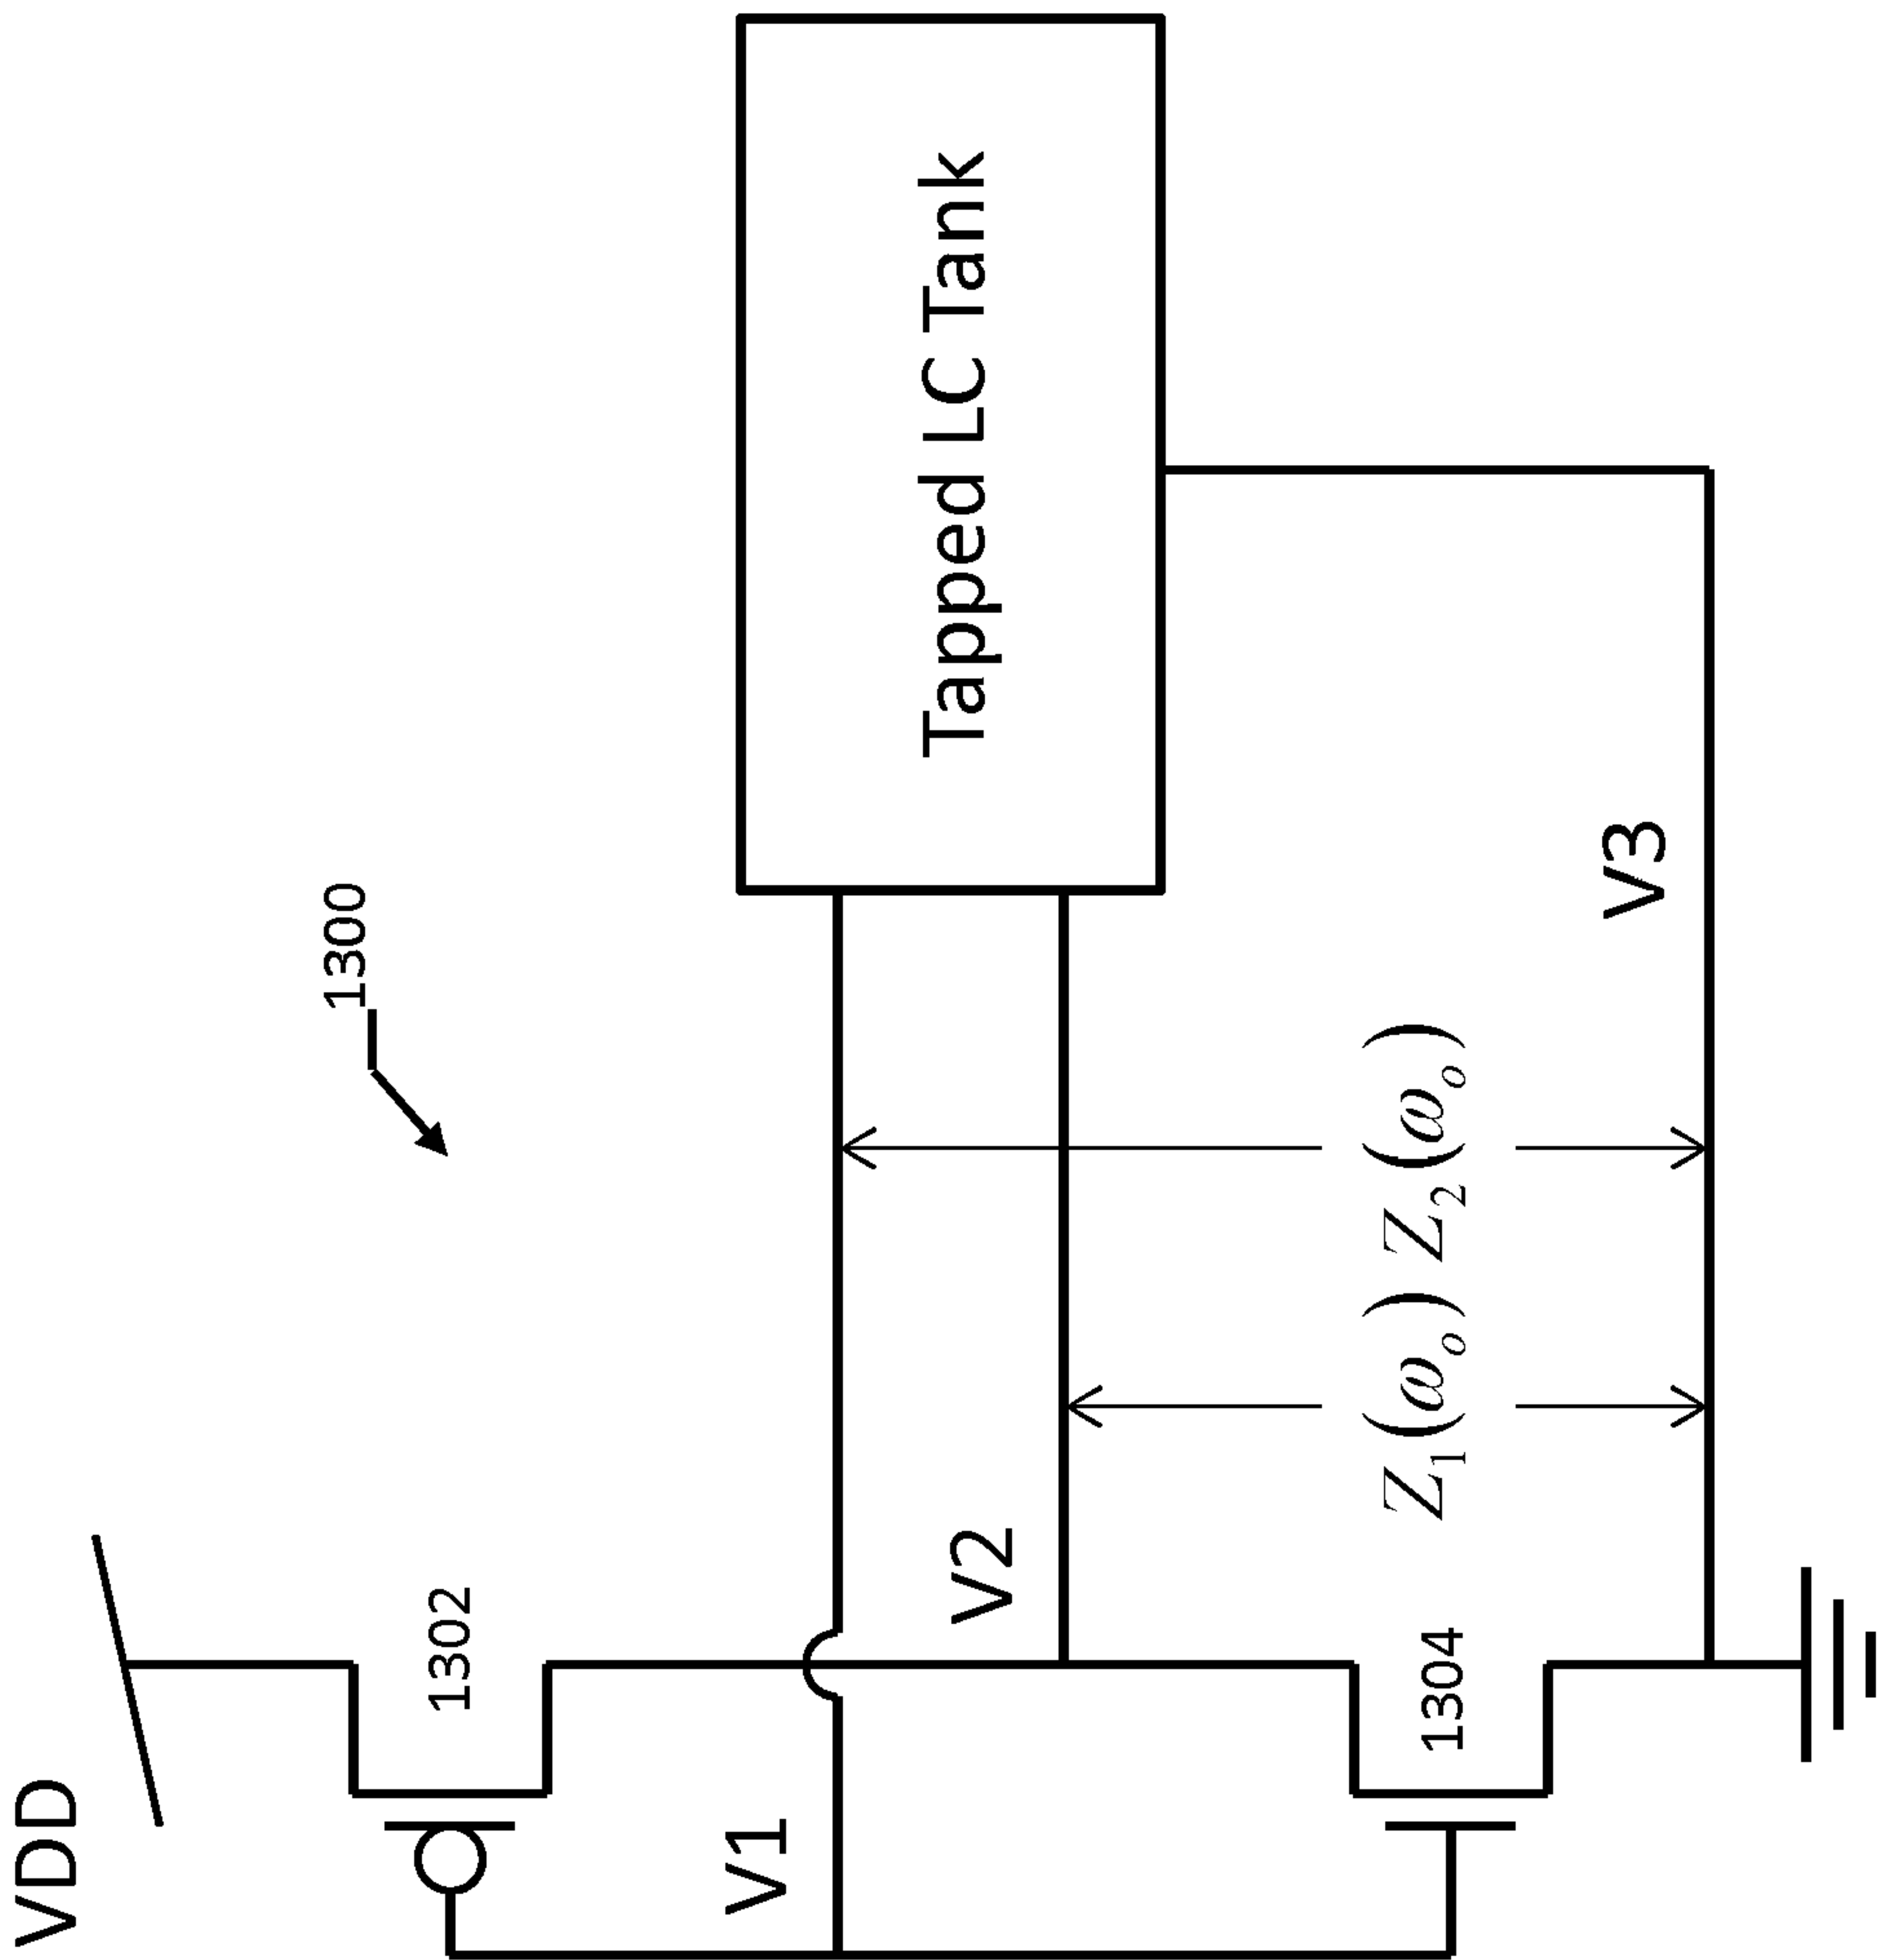 VDD
1300
1302
V1
Tapped LC Tank
V2
Z₁(ωₒ) Z₂(ωₒ)
1304
V3